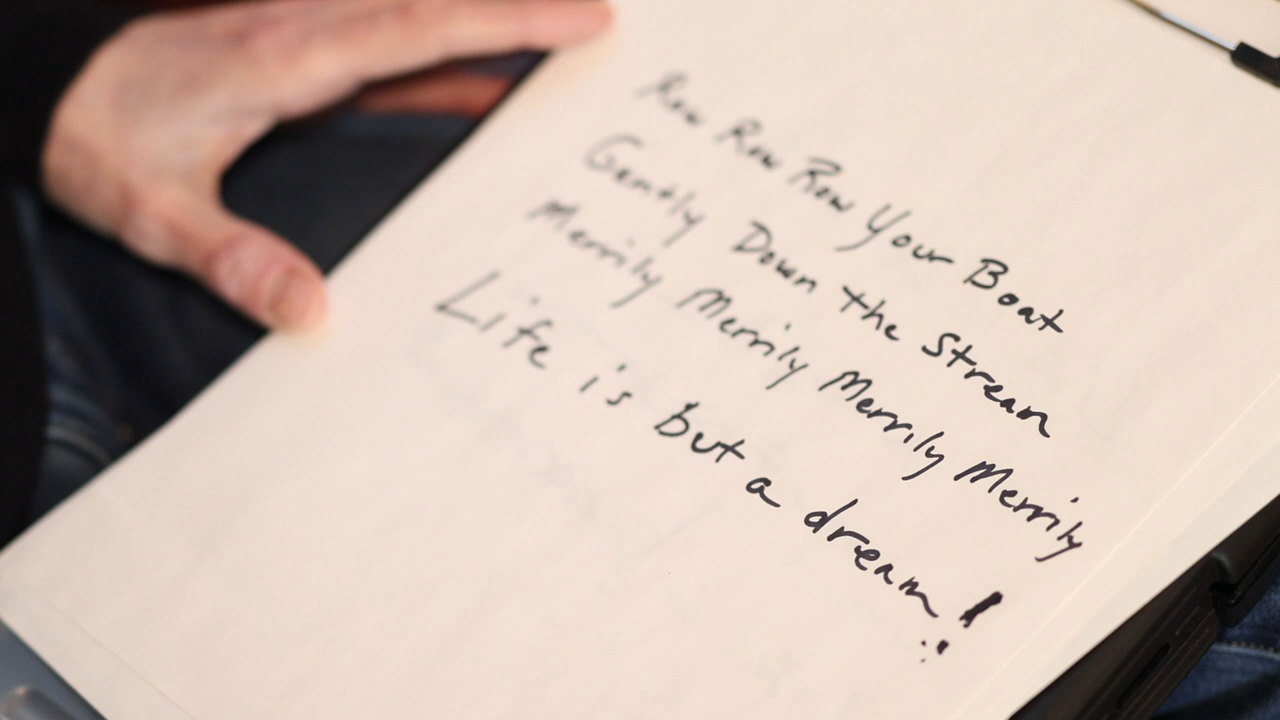 Row Row Row Your Boat
Gently Down the Stream
Merrily Merrily Merrily Merrily
Life is but a dream!